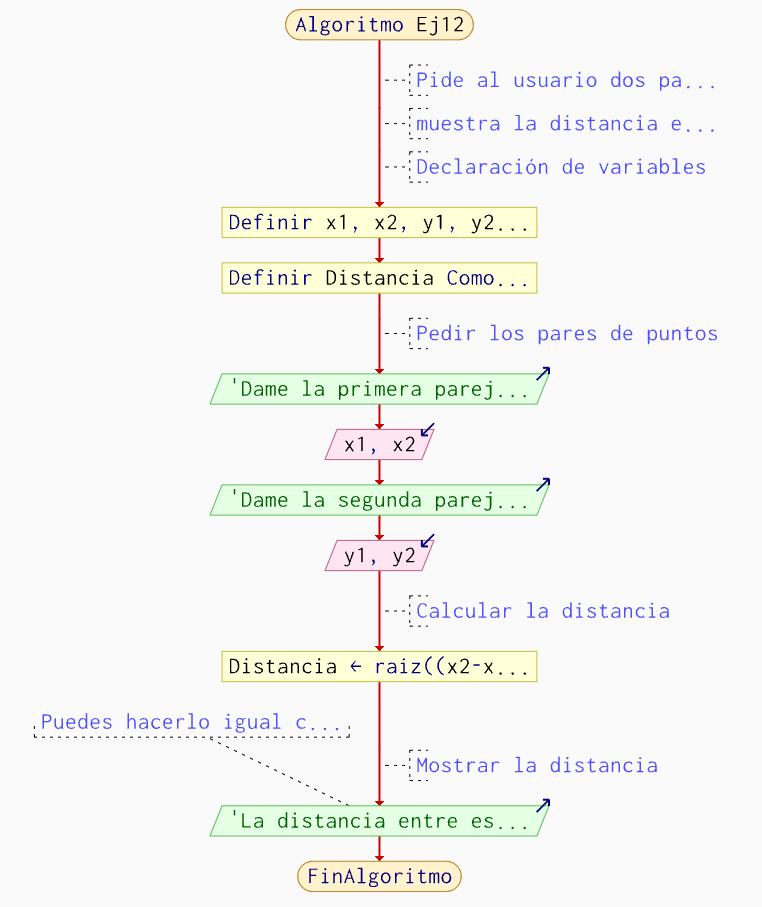 Algoritmo Ej12
Pide al usuario dos pa...
muestra la distancia e...
Declaración de variables
Definir x1, x2, y1, y2...
Definir Distancia Como...
Pedir los pares de puntos
'Dame la primera parej...
x1, x2
'Dame la segunda parej...
y1, y2
Calcular la distancia
Distancia ← raiz((x2-x...
Puedes hacerlo igual c....
Mostrar la distancia
'La distancia entre es...
FinAlgoritmo